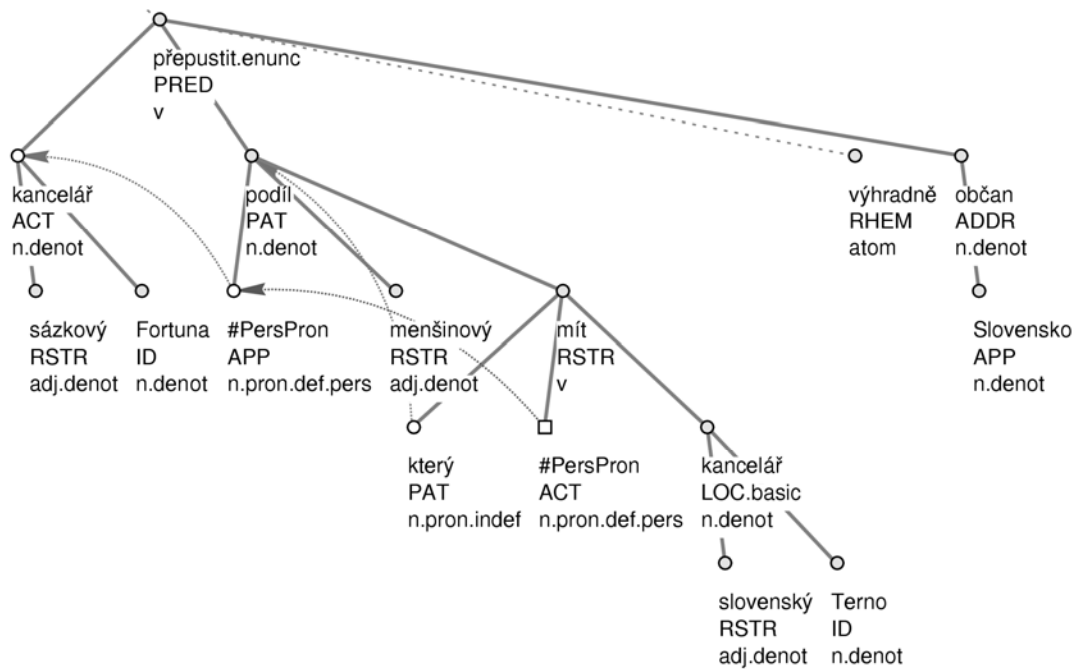 přepustit.enunc
PRED
v
kancelář
ACT
n.denot
podíl
PAT
n.denot
výhradně
RHEM
atom
občan
ADDR
n.denot
sázkový
RSTR
adj.denot
Fortuna
ID
n.denot
#PersPron
APP
n.pron.def.pers
menšinový
RSTR
adj.denot
mít
RSTR
v
Slovensko
APP
n.denot
který
PAT
n.pron.indef
#PersPron
ACT
n.pron.def.pers
kancelář
LOC.basic
n.denot
slovenský
RSTR
adj.denot
Terno
ID
n.denot